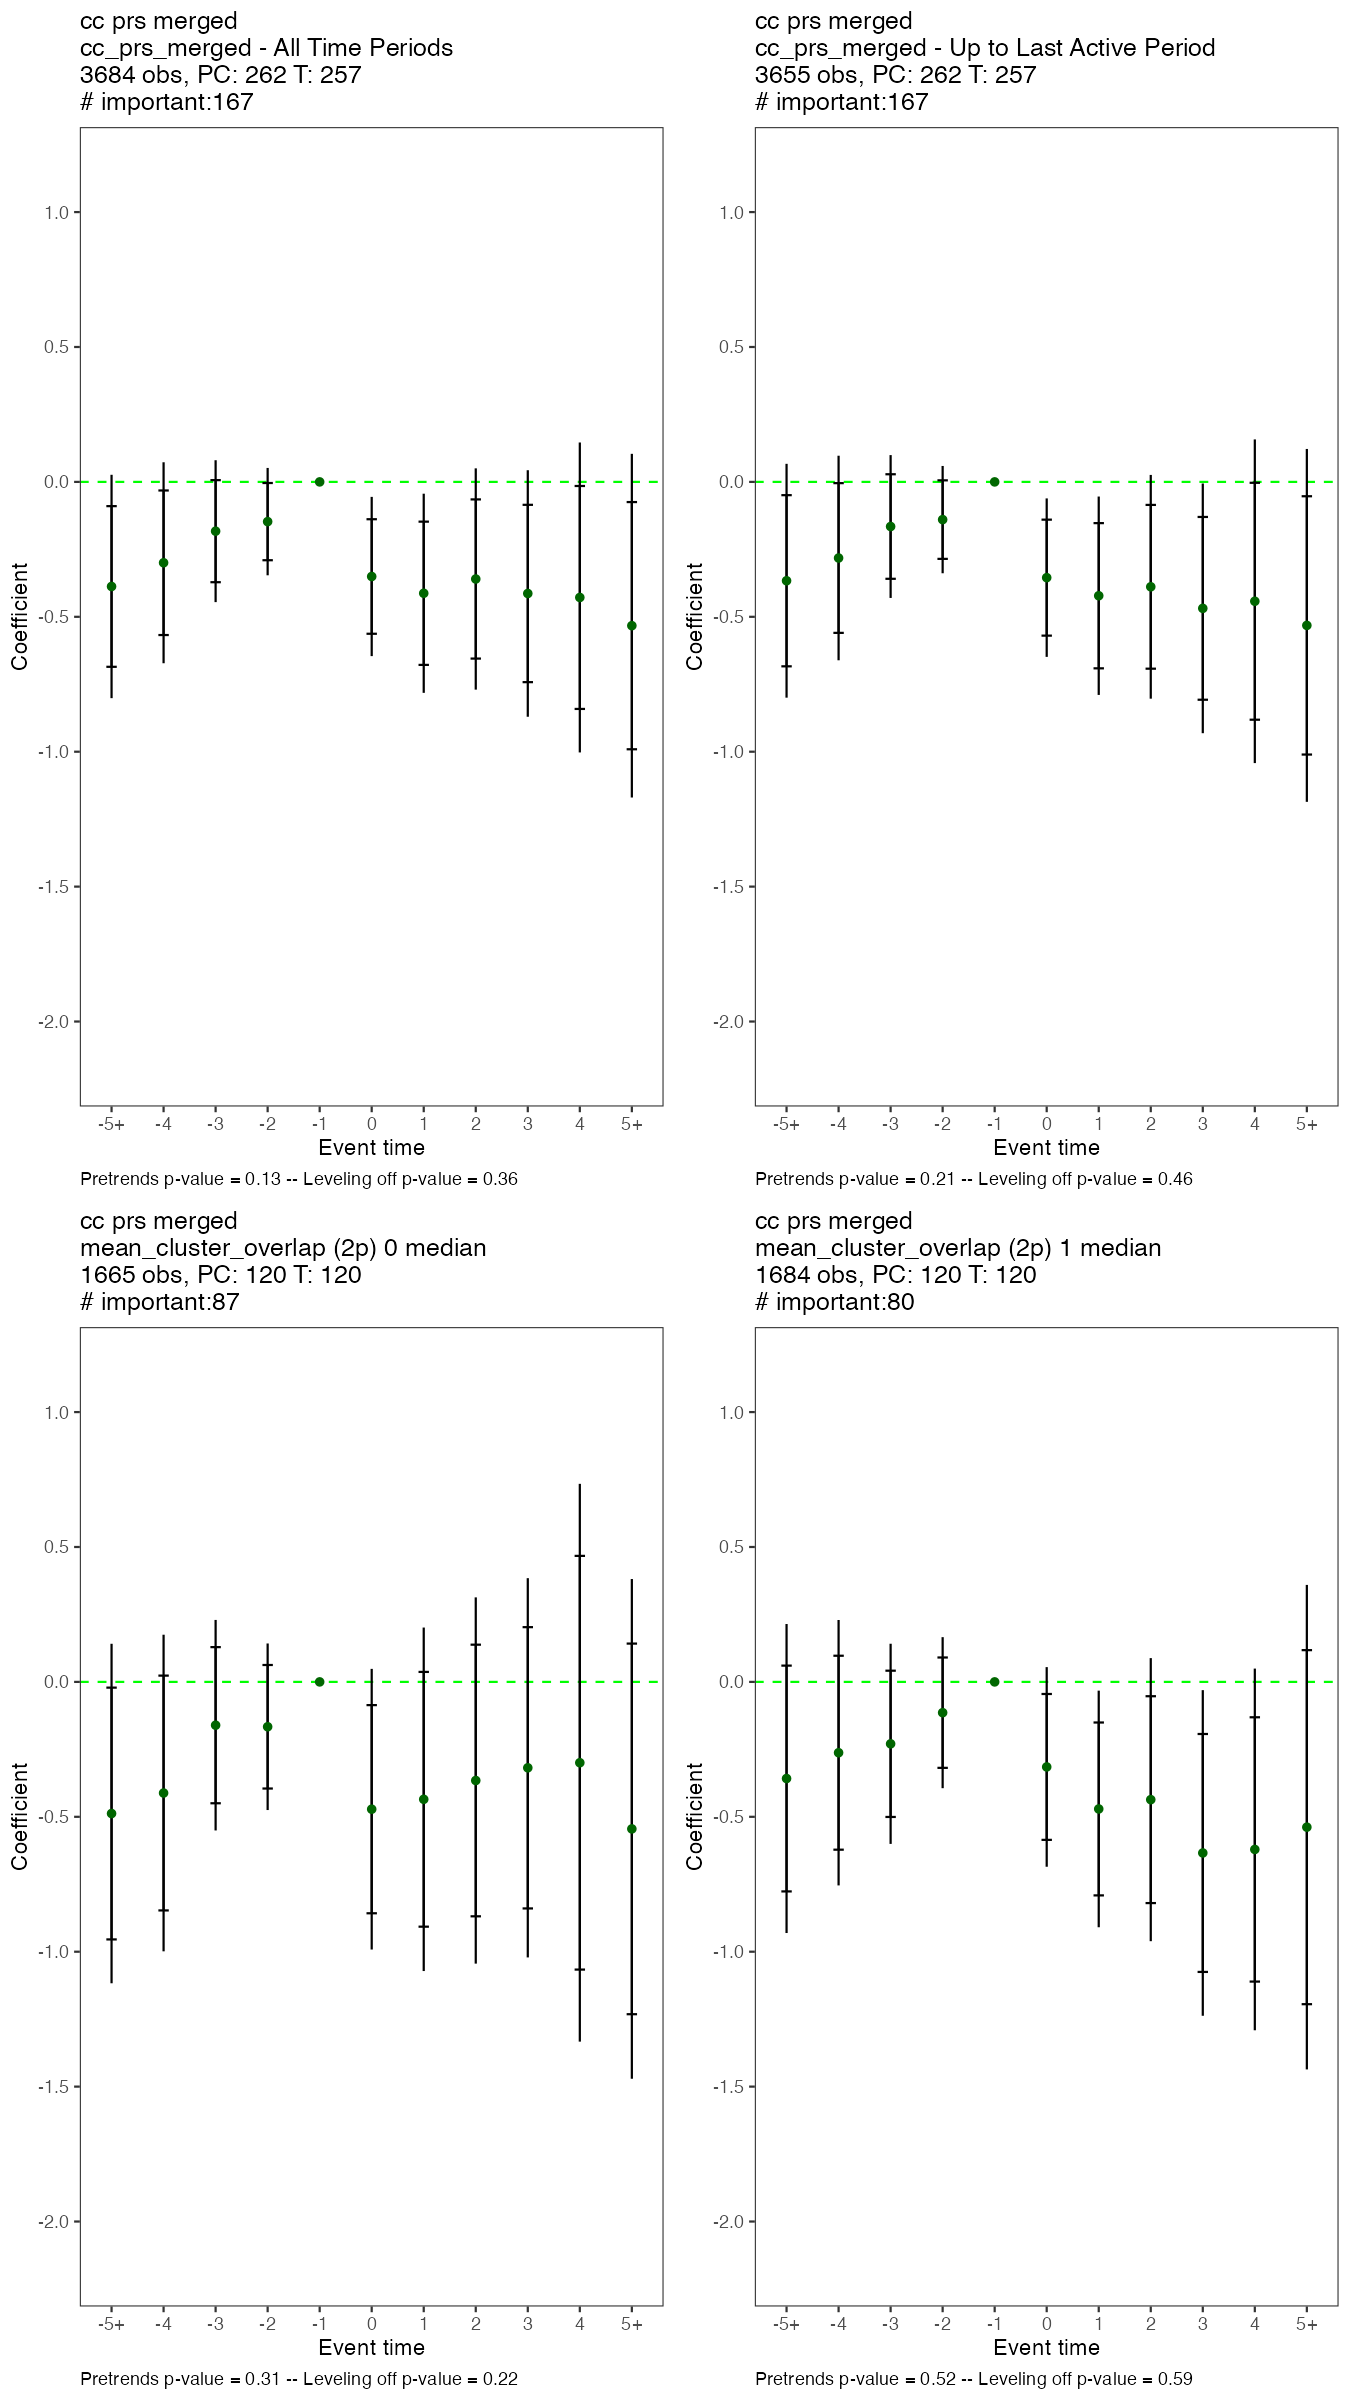 cc prs merged
cc_prs_merged - All Time Periods
3684 obs, PC: 262 T: 257
# important:167
1.0
0.5
0.0
-0.5
-1.0
-1.5
-2.0
Coefficient
-5+ -4 -3 -2 -1 0 1 2 3 4 5+
Event time
Pretrends p-value = 0.13 -- Leveling off p-value = 0.36
cc prs merged
cc_prs_merged - Up to Last Active Period
3655 obs, PC: 262 T: 257
# important:167
1.0
0.5
0.0
-0.5
-1.0
-1.5
-2.0
Coefficient
-5+ -4 -3 -2 -1 0 1 2 3 4 5+
Event time
Pretrends p-value = 0.21 -- Leveling off p-value = 0.46
cc prs merged
mean_cluster_overlap (2p) 0 median
1665 obs, PC: 120 T: 120
# important:87
1.0
0.5
0.0
-0.5
-1.0
-1.5
-2.0
Coefficient
-5+ -4 -3 -2 -1 0 1 2 3 4 5+
Event time
Pretrends p-value = 0.31 -- Leveling off p-value = 0.22
cc prs merged
mean_cluster_overlap (2p) 1 median
1684 obs, PC: 120 T: 120
# important:80
1.0
0.5
0.0
-0.5
-1.0
-1.5
-2.0
Coefficient
-5+ -4 -3 -2 -1 0 1 2 3 4 5+
Event time
Pretrends p-value = 0.52 -- Leveling off p-value = 0.59